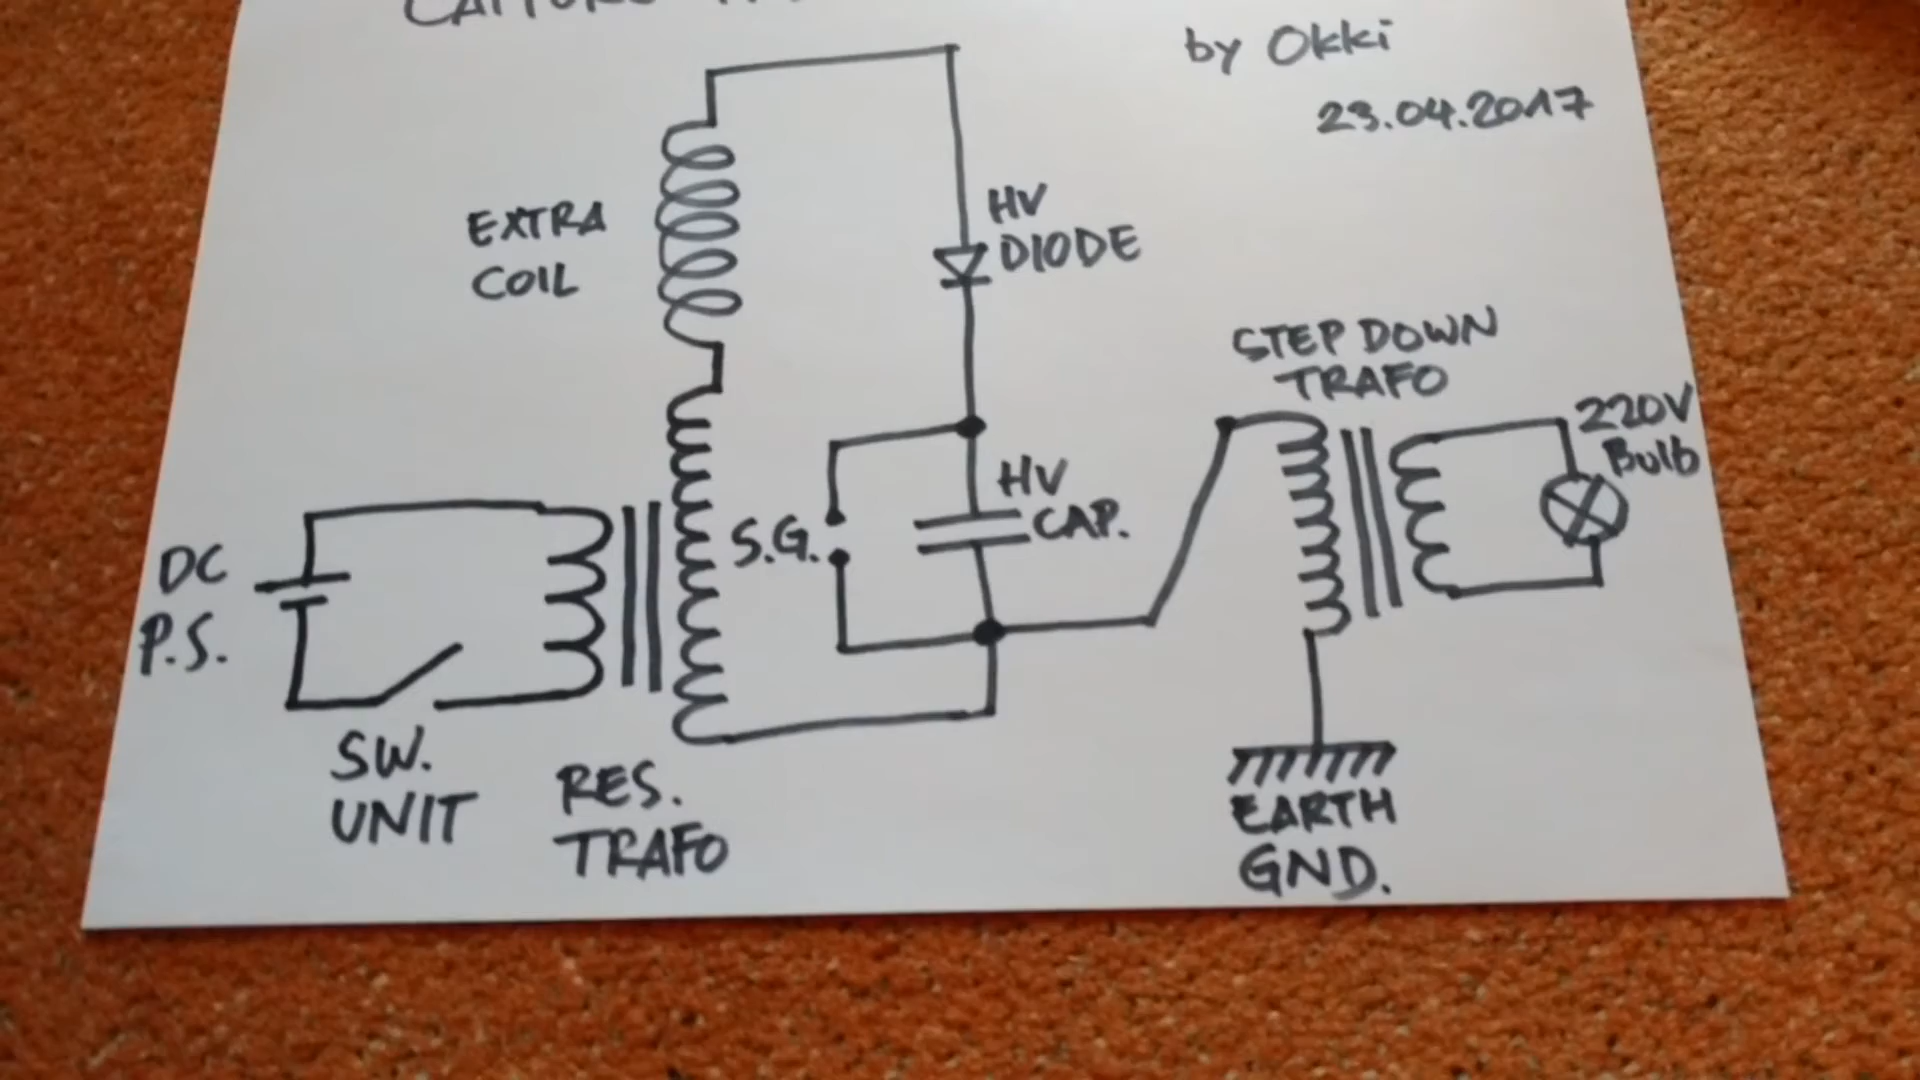 by Okki
23.04.2017
EXTRA
COIL
HV
DIODE
STEP DOWN
TRAFO
220V
Bulb
HV
CAP.
S.G.
DC
P.S.
SW.
UNIT
RES.
TRAFO
EARTH
GND.